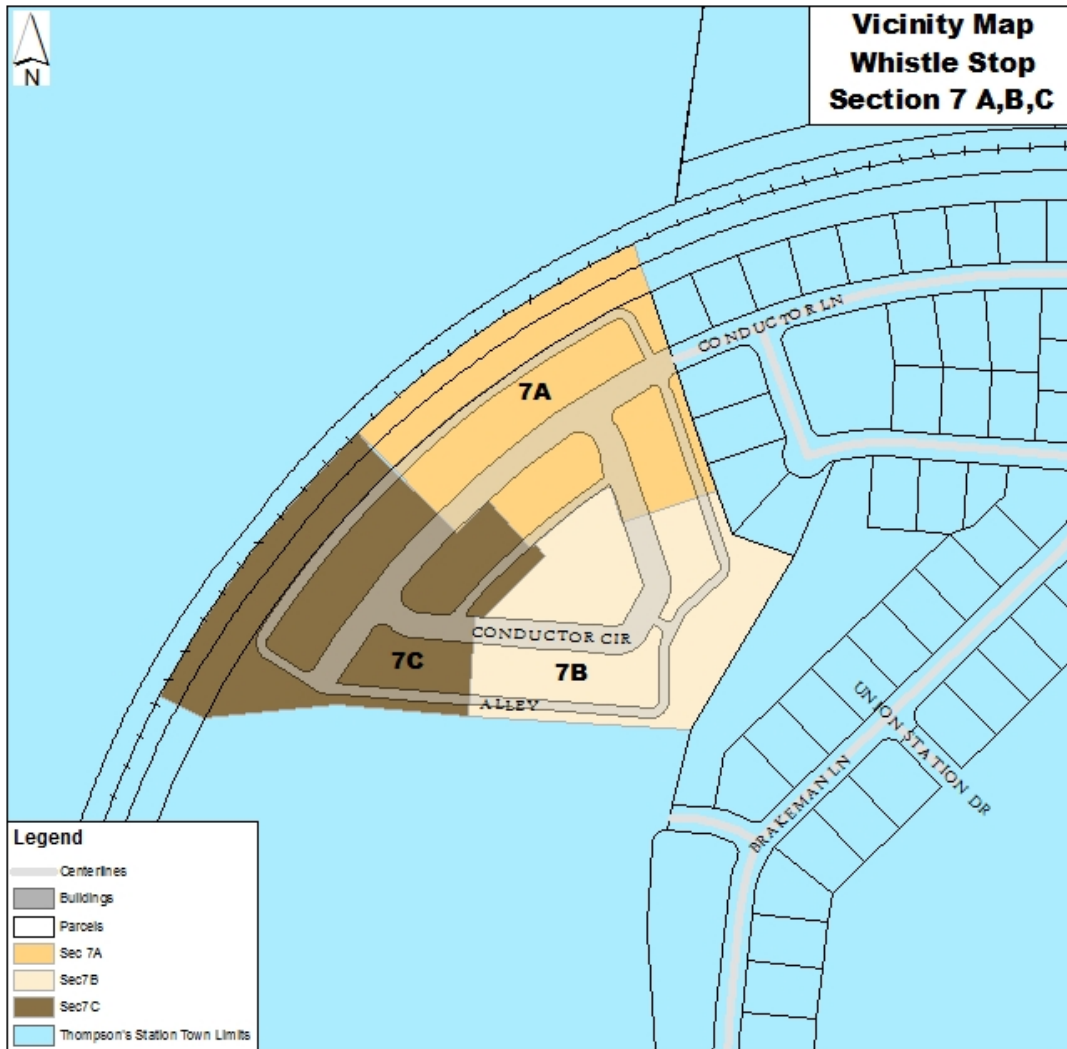 Vicinity Map
Whistle Stop
Section 7 A,B,C
N
CONDUCTOR LN
7A
CONDUCTOR CIR
7C
7B
ALLEY
UNION STATION DR
BRAKEMAN LN
Legend
Centerlines
Buildings
Parcels
Sec 7A
Sec7B
Sec7C
Thompson's Station Town Limits